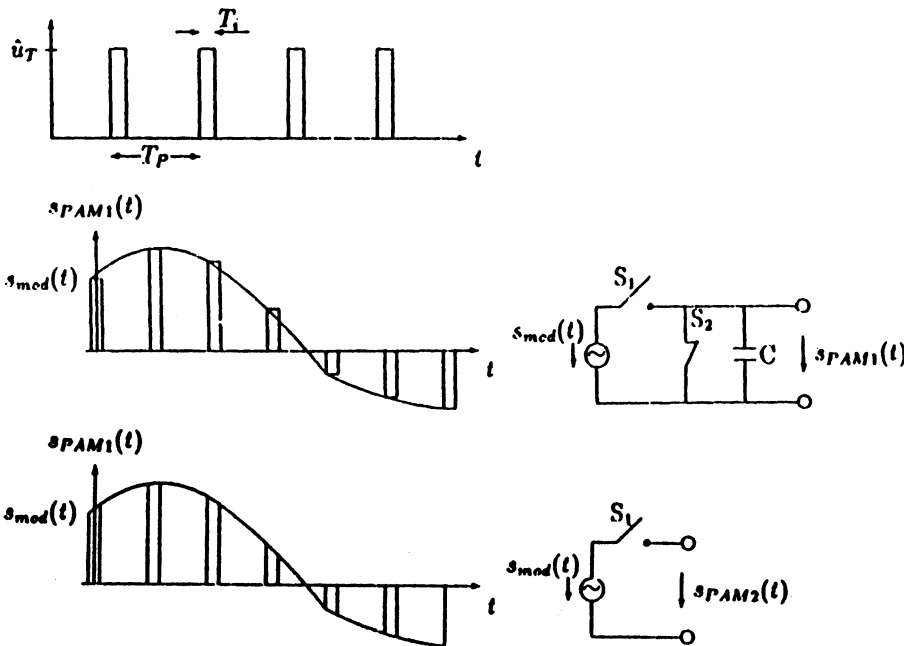 T_i
û_T
T_P
t
s_PAM1(t)
s_mod(t)
t
S_1
s_mod(t)
S_2
C
s_PAM1(t)
s_PAM1(t)
s_mod(t)
t
S_1
s_mod(t)
s_PAM2(t)